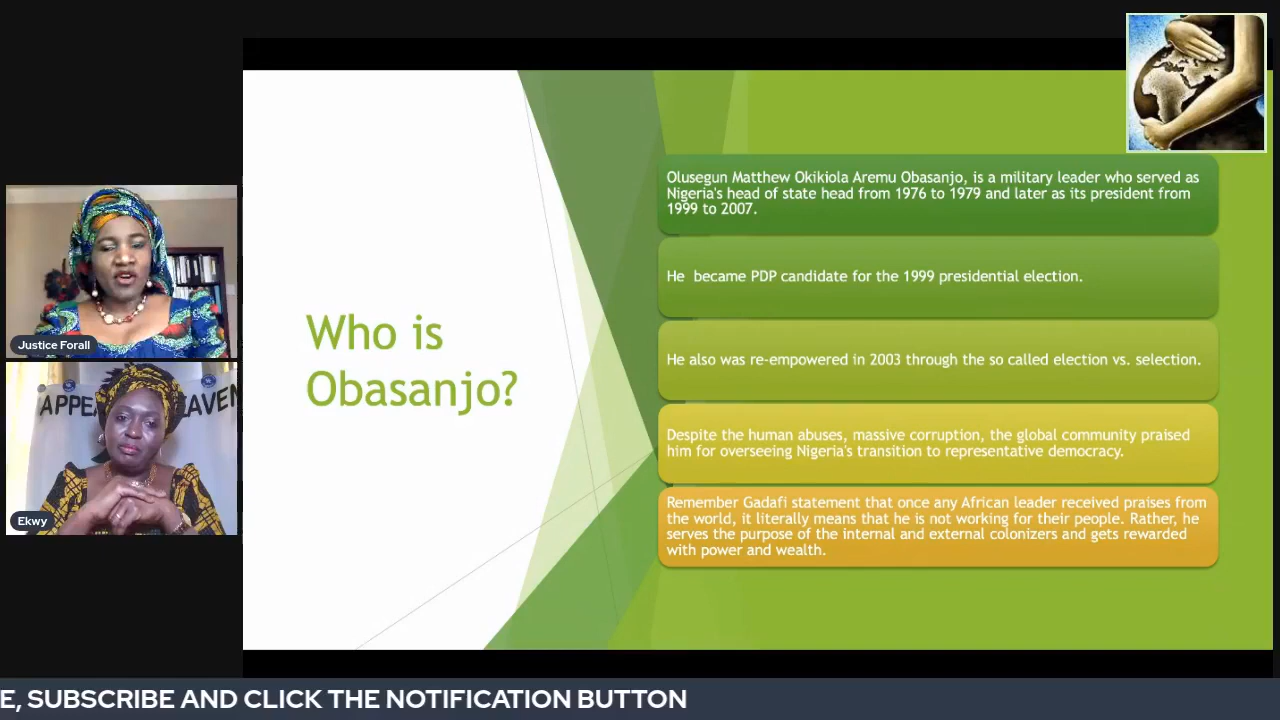 Who is
Obasanjo?
Olusegun Matthew Okikiola Aremu Obasanjo, is a military leader who served as
Nigeria's head of state head from 1976 to 1979 and later as its president from
1999 to 2007.
He became PDP candidate for the 1999 presidential election.
He also was re-empowered in 2003 through the so called election vs. selection.
Despite the human abuses, massive corruption, the global community praised
him for overseeing Nigeria's transition to representative democracy.
Remember Gadafi statement that once any African leader received praises from
the world, it literally means that he is not working for their people. Rather, he
serves the purpose of the internal and external colonizers and gets rewarded
with power and wealth.
Justice Forall
APPEA AVEN
Ekwy
E, SUBSCRIBE AND CLICK THE NOTIFICATION BUTTON